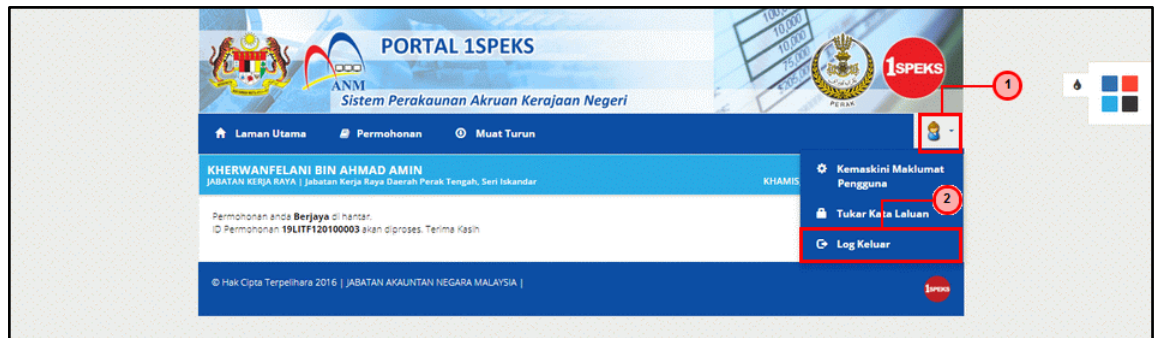 PORTAL 1SPEKS
ANM
Sistem Perakaunan Akruan Kerajaan Negeri
PERAK
1SPEKS
1
Laman Utama
Permohonan
Muat Turun
KHERWANFELANI BIN AHMAD AMIN
JABATAN KERJA RAYA | Jabatan Kerja Raya Daerah Perak Tengah, Seri Iskandar
KHAMIS
Kemaskini Maklumat
Pengguna
2
Tukar Kata Laluan
Log Keluar
Permohonan anda Berjaya di hantar.
ID Permohonan 19LITF120100003 akan diproses. Terima Kasih
© Hak Cipta Terpelihara 2016 | JABATAN AKAUNTAN NEGARA MALAYSIA |
1SPEKS